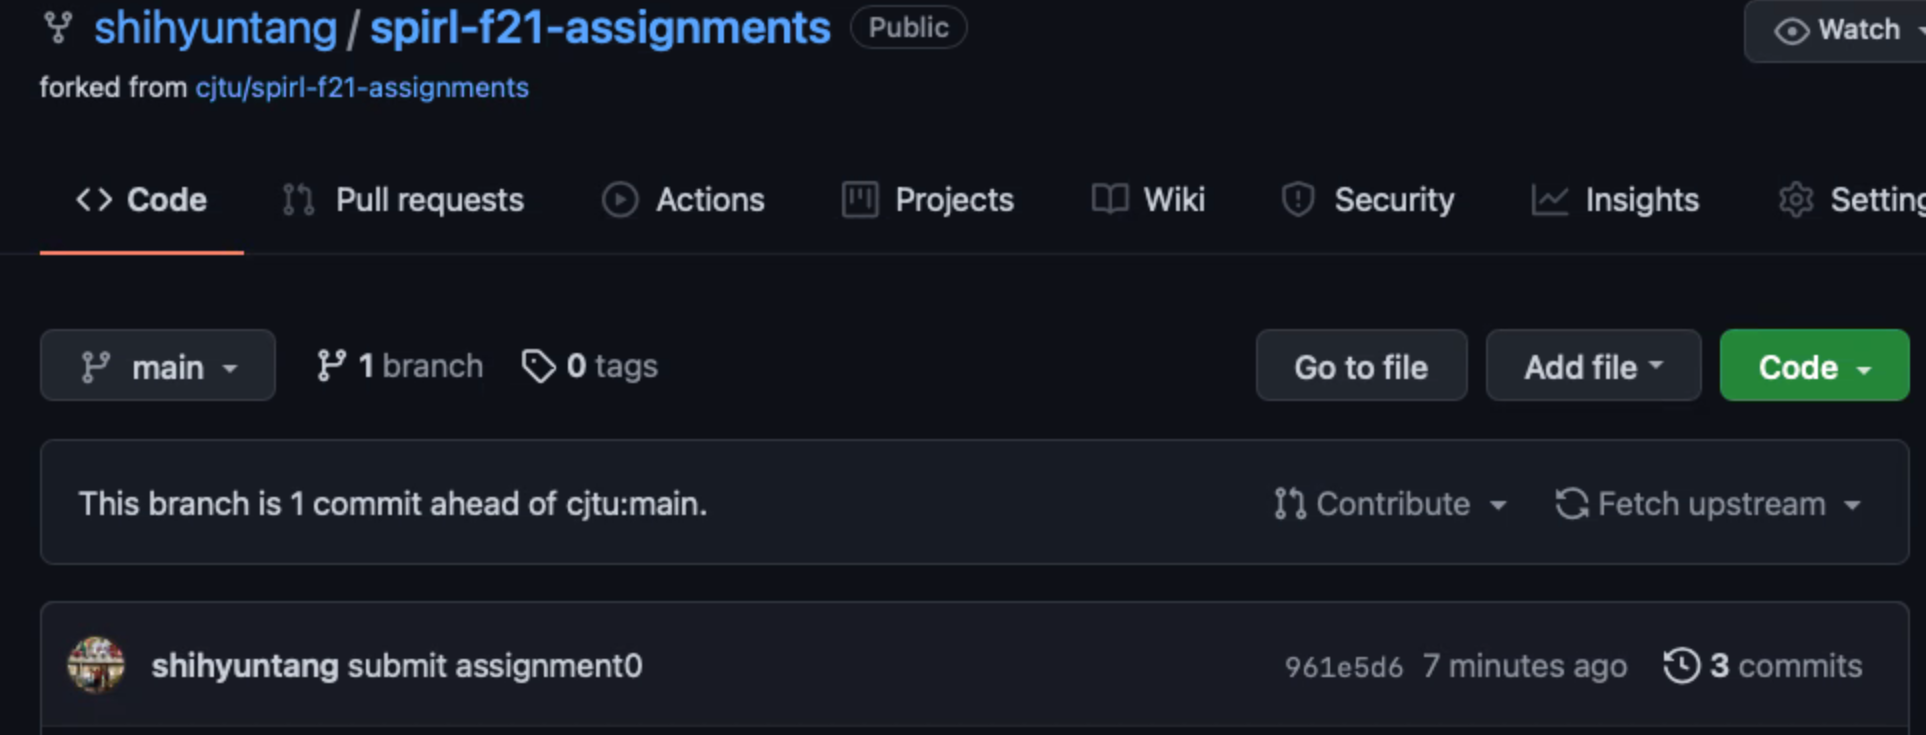 shihyuntang / spirl-f21-assignments Public Watch
forked from cjtu/spirl-f21-assignments
Code Pull requests Actions Projects Wiki Security Insights Setting
main 1 branch 0 tags Go to file Add file Code
This branch is 1 commit ahead of cjtu:main. Contribute Fetch upstream
shihyuntang submit assignment0 961e5d6 7 minutes ago 3 commits